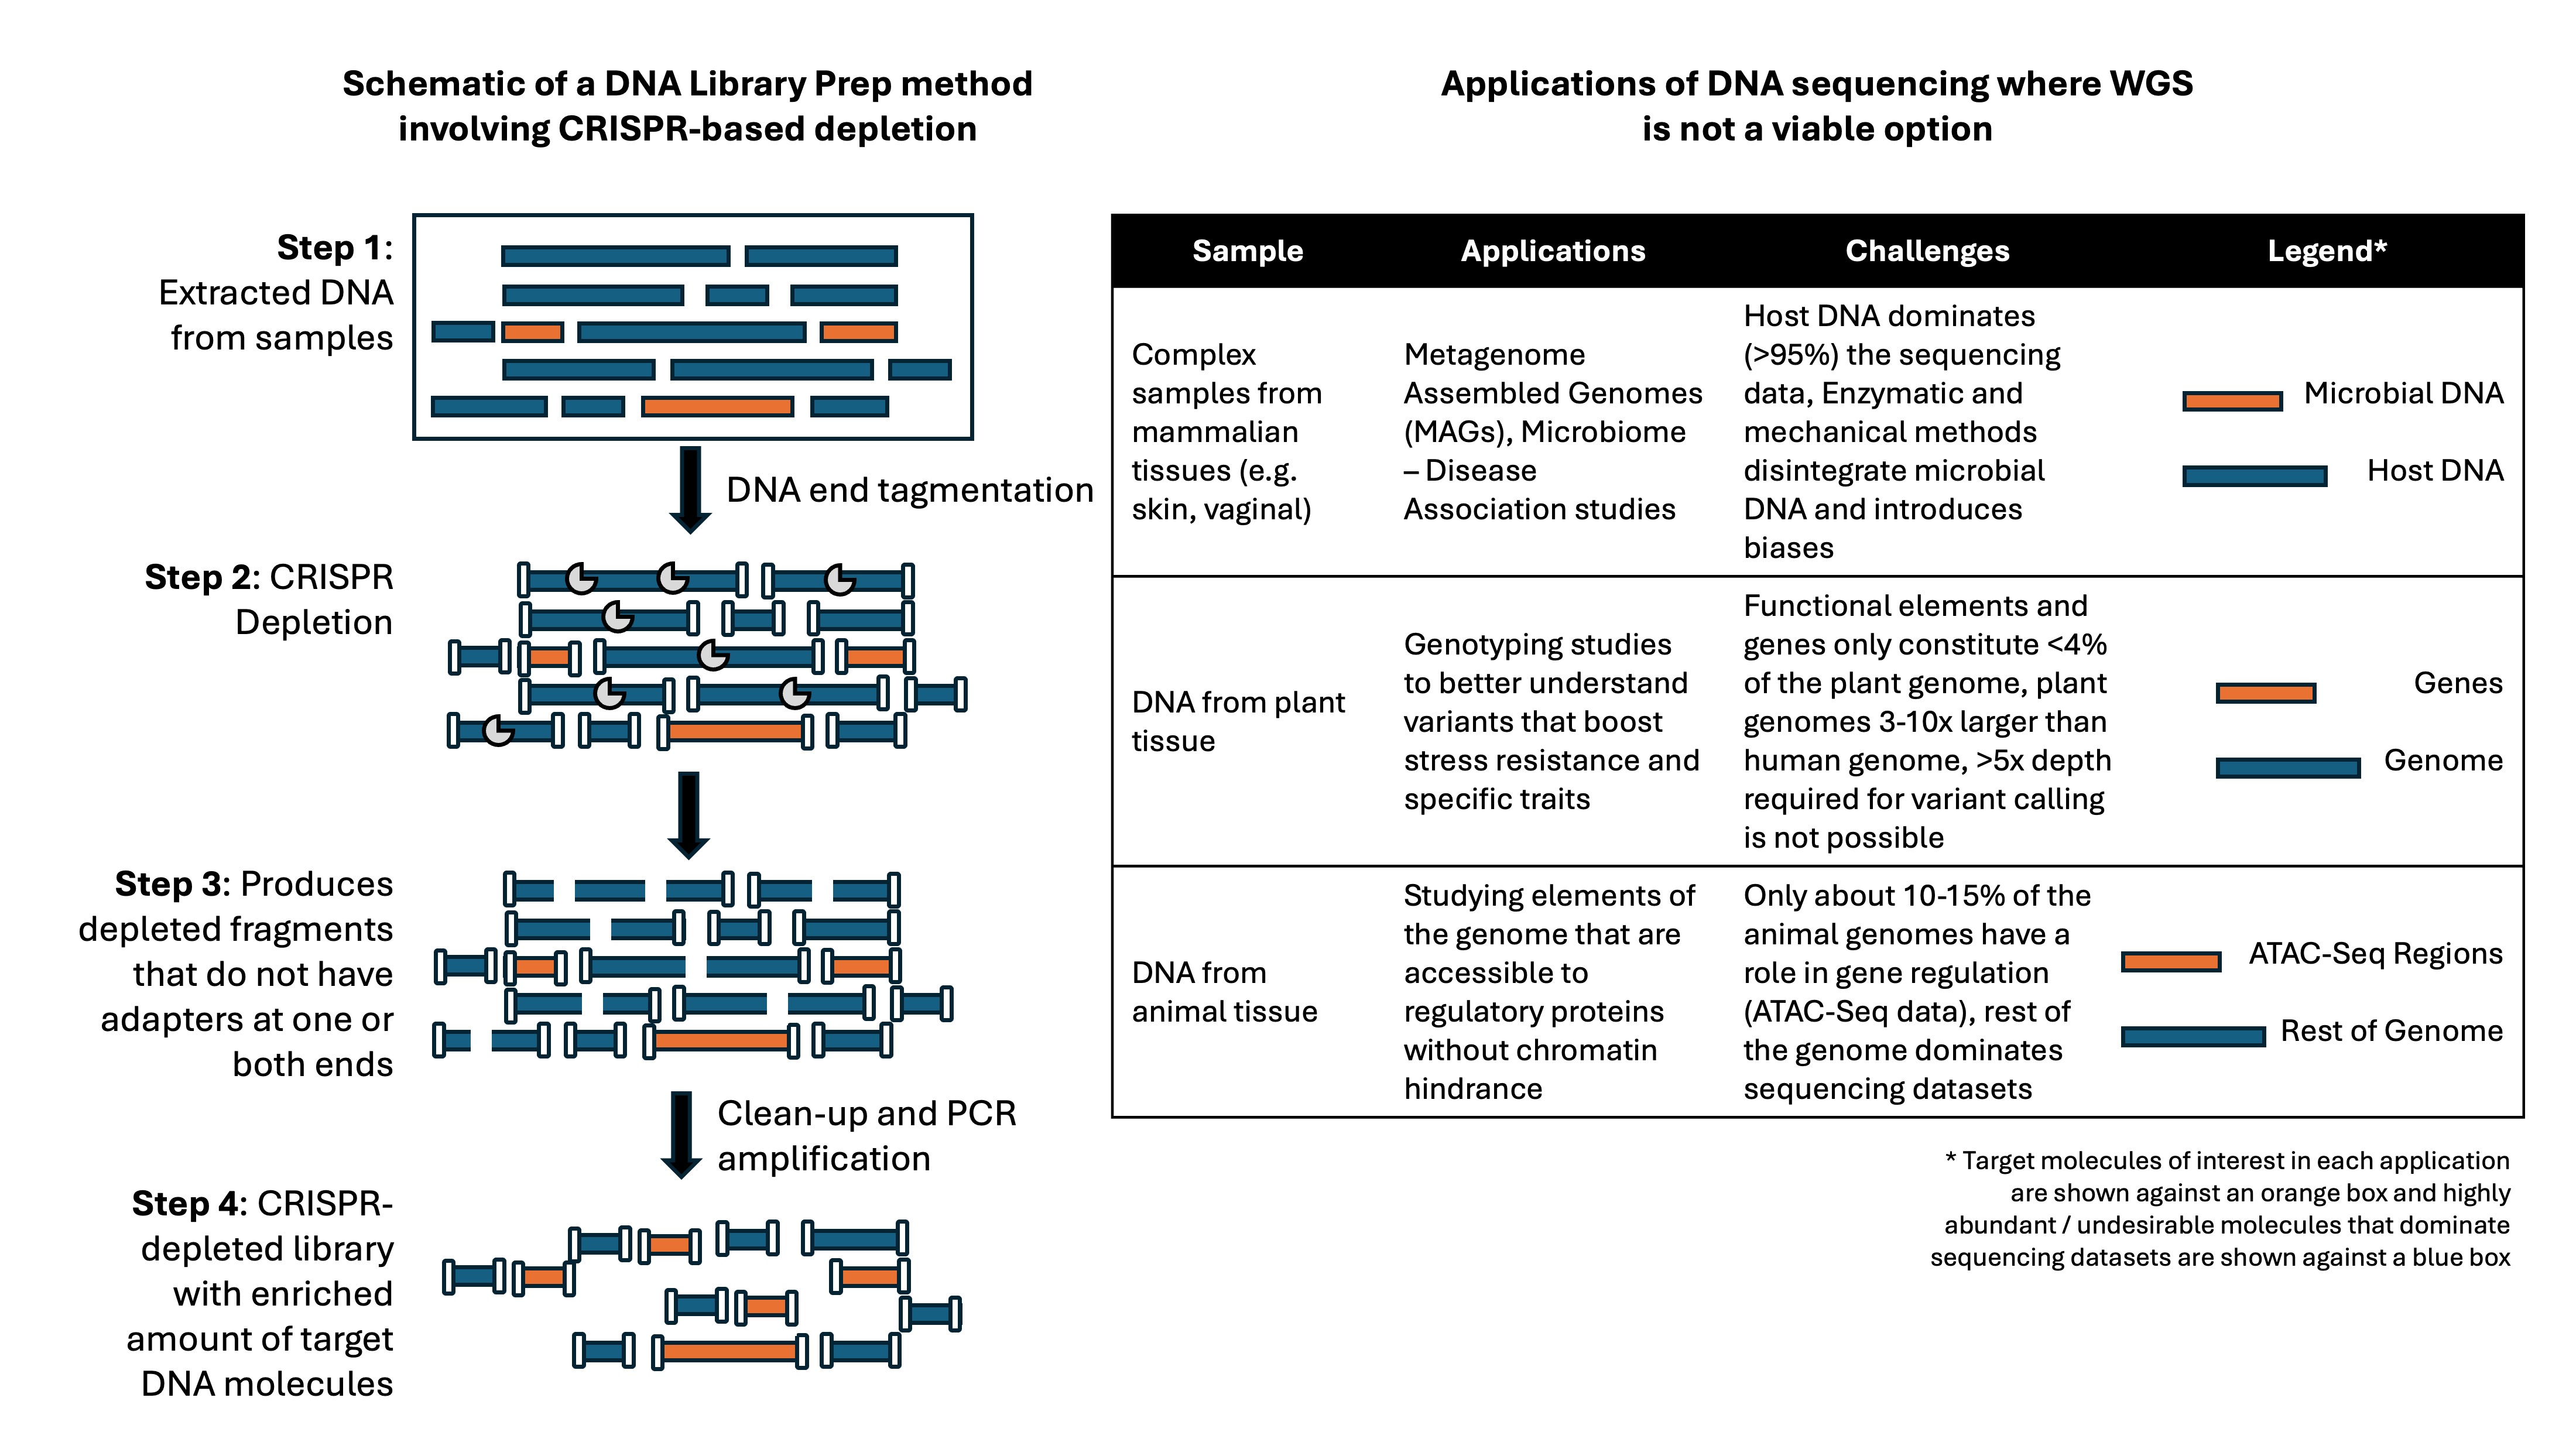 Schematic of a DNA Library Prep method
involving CRISPR-based depletion
Step 1:
Extracted DNA
from samples
DNA end tagmentation
Step 2: CRISPR
Depletion
Step 3: Produces
depleted fragments
that do not have
adapters at one or
both ends
Clean-up and PCR
amplification
Step 4: CRISPR-
depleted library
with enriched
amount of target
DNA molecules
Applications of DNA sequencing where WGS
is not a viable option
Sample
Applications
Challenges
Legend*
Complex
samples from
mammalian
tissues (e.g.
skin, vaginal)
Metagenome
Assembled Genomes
(MAGs), Microbiome
– Disease
Association studies
Host DNA dominates
(>95%) the sequencing
data, Enzymatic and
mechanical methods
disintegrate microbial
DNA and introduces
biases
Microbial DNA
Host DNA
DNA from plant
tissue
Genotyping studies
to better understand
variants that boost
stress resistance and
specific traits
Functional elements and
genes only constitute <4%
of the plant genome, plant
genomes 3-10x larger than
human genome, >5x depth
required for variant calling
is not possible
Genes
Genome
DNA from
animal tissue
Studying elements of
the genome that are
accessible to
regulatory proteins
without chromatin
hindrance
Only about 10-15% of the
animal genomes have a
role in gene regulation
(ATAC-Seq data), rest of
the genome dominates
sequencing datasets
ATAC-Seq Regions
Rest of Genome
* Target molecules of interest in each application
are shown against an orange box and highly
abundant / undesirable molecules that dominate
sequencing datasets are shown against a blue box